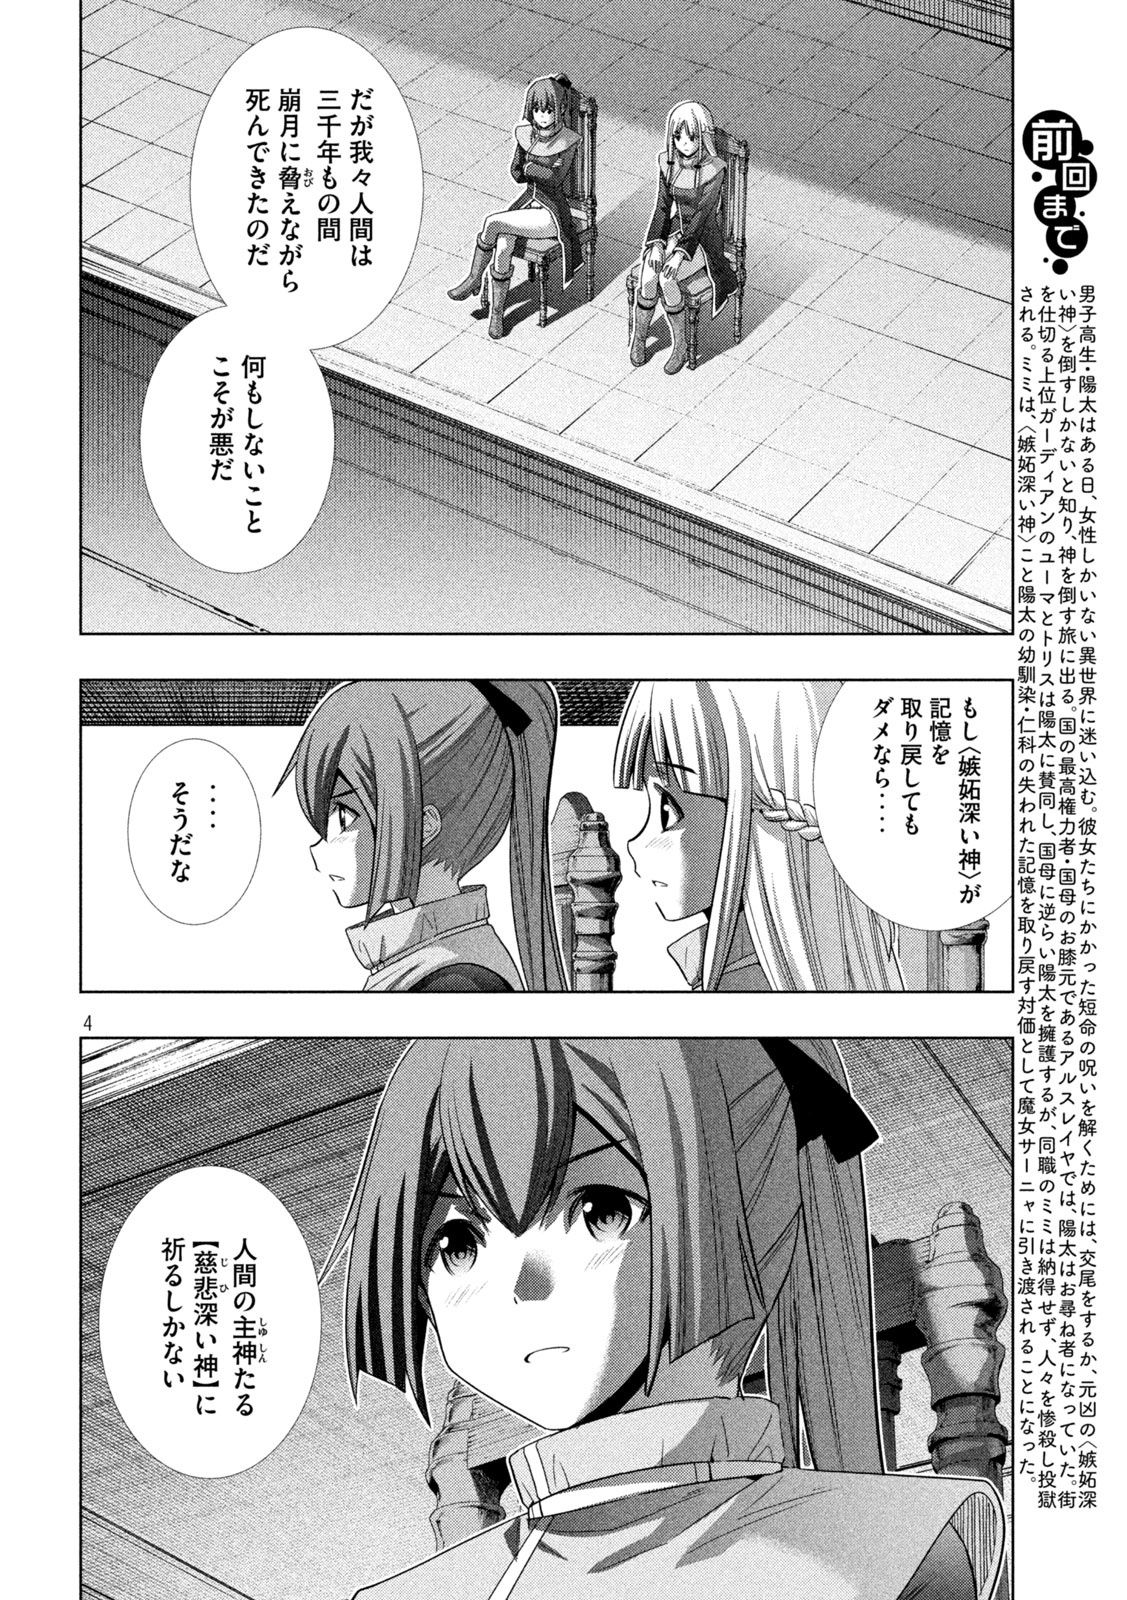 前回まで
男子高生・陽太はある日、女性しかいない異世界に迷い込む。彼女たちにかかった短命の呪いを解くためには、交尾をするか、元凶の〈嫉妬深
い神〉を倒すしかないと知り、神を倒す旅に出る。国の最高権力者・国母のお膝元であるアルスレイヤでは、陽太はお尋ね者になっていた。街
を仕切る上位ガーディアンのユーマとトリスは陽太に賛同し、国母に逆らい陽太を擁護するが、同職のミミは納得せず、人々を惨殺し投獄
される。ミミは、〈嫉妬深い神〉こと陽太の幼馴染・仁科の失われた記憶を取り戻す対価として魔女サーニャに引き渡されることになった。
だが我々人間は
三千年もの間
崩月に脅えながら
おび
死んできたのだ
何もしないこと
こそが悪だ
もし〈嫉妬深い神〉が
記憶を
取り戻しても
ダメなら‥‥
‥‥
そうだな
人間の主神たる
しゅしん
【慈悲深い神】に
じひ
祈るしかない
4